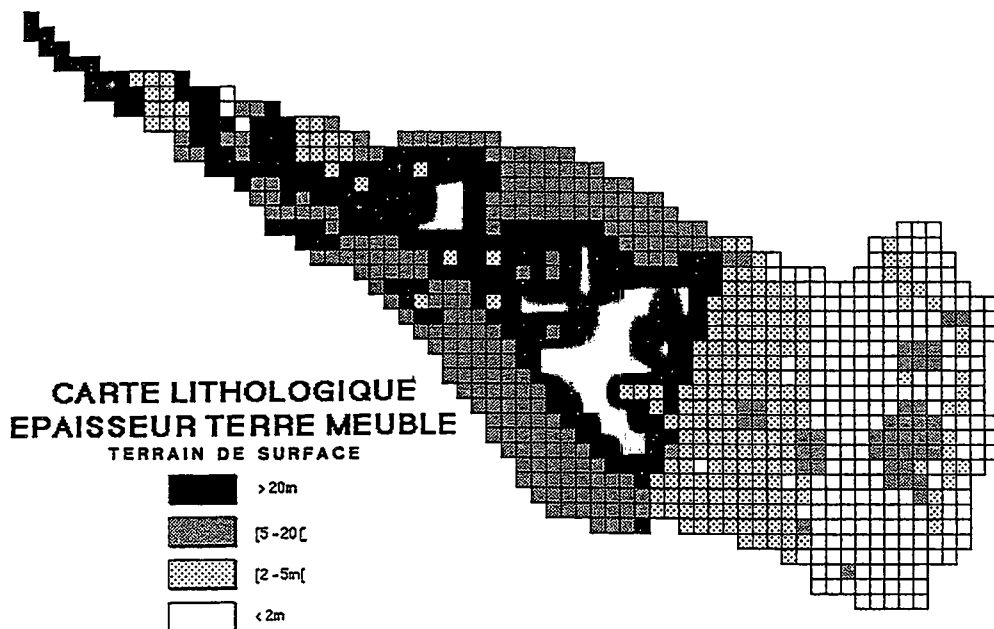 CARTE LITHOLOGIQUE
EPAISSEUR TERRE MEUBLE
TERRAIN DE SURFACE
> 20m
[5-20[
[2-5m[
< 2m